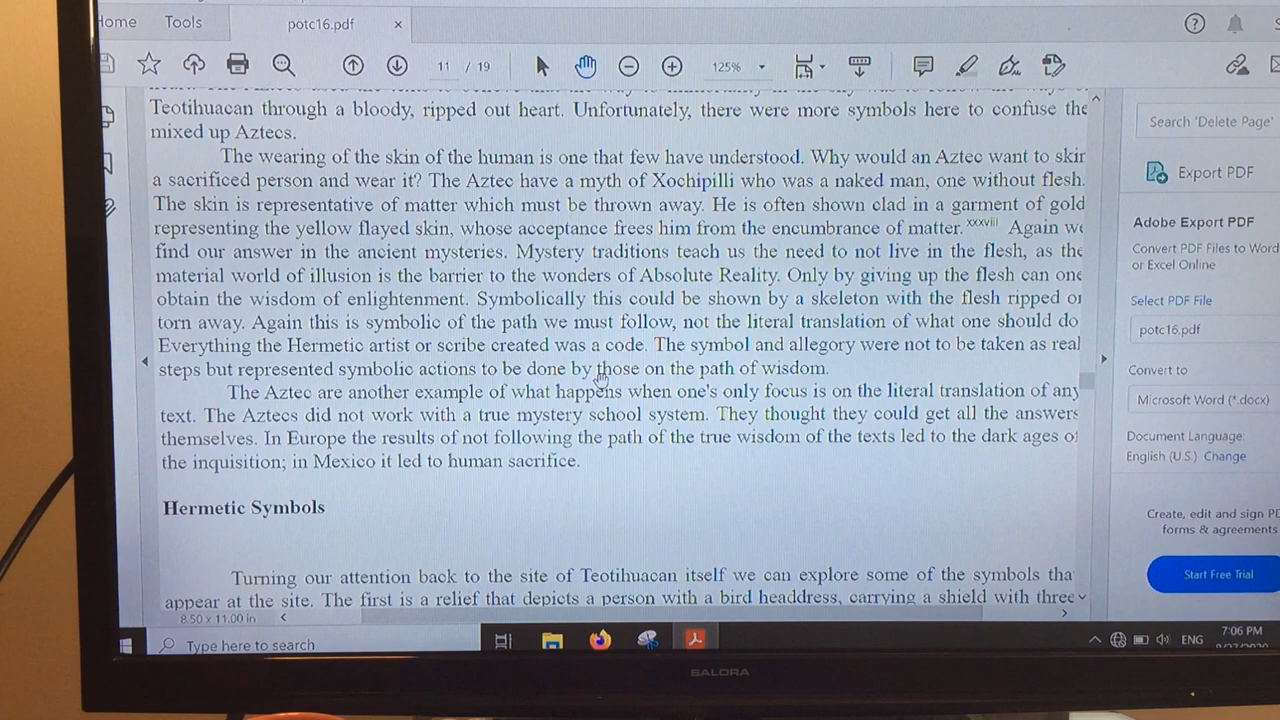 Home Tools potc16.pdf ×
11 / 19 125%
Teotihuacan through a bloody, ripped out heart. Unfortunately, there were more symbols here to confuse the
mixed up Aztecs.
The wearing of the skin of the human is one that few have understood. Why would an Aztec want to skin
a sacrificed person and wear it? The Aztec have a myth of Xochipilli who was a naked man, one without flesh.
The skin is representative of matter which must be thrown away. He is often shown clad in a garment of gold
representing the yellow flayed skin, whose acceptance frees him from the encumbrance of matter. xxxviii Again we
find our answer in the ancient mysteries. Mystery traditions teach us the need to not live in the flesh, as the
material world of illusion is the barrier to the wonders of Absolute Reality. Only by giving up the flesh can one
obtain the wisdom of enlightenment. Symbolically this could be shown by a skeleton with the flesh ripped or
torn away. Again this is symbolic of the path we must follow, not the literal translation of what one should do
Everything the Hermetic artist or scribe created was a code. The symbol and allegory were not to be taken as real
steps but represented symbolic actions to be done by those on the path of wisdom.
The Aztec are another example of what happens when one's only focus is on the literal translation of any
text. The Aztecs did not work with a true mystery school system. They thought they could get all the answers
themselves. In Europe the results of not following the path of the true wisdom of the texts led to the dark ages of
the inquisition; in Mexico it led to human sacrifice.
Hermetic Symbols
Turning our attention back to the site of Teotihuacan itself we can explore some of the symbols tha
appear at the site. The first is a relief that depicts a person with a bird headdress, carrying a shield with three
8.50 x 11.00 in
Search 'Delete Page'
Export PDF
Adobe Export PDF
Convert PDF Files to Word
or Excel Online
Select PDF File
potc16.pdf
Convert to
Microsoft Word (*.docx)
Document Language:
English (U.S.) Change
Create, edit and sign PD
forms & agreements
Start Free Trial
Type here to search
ENG
7:06 PM
SALORA